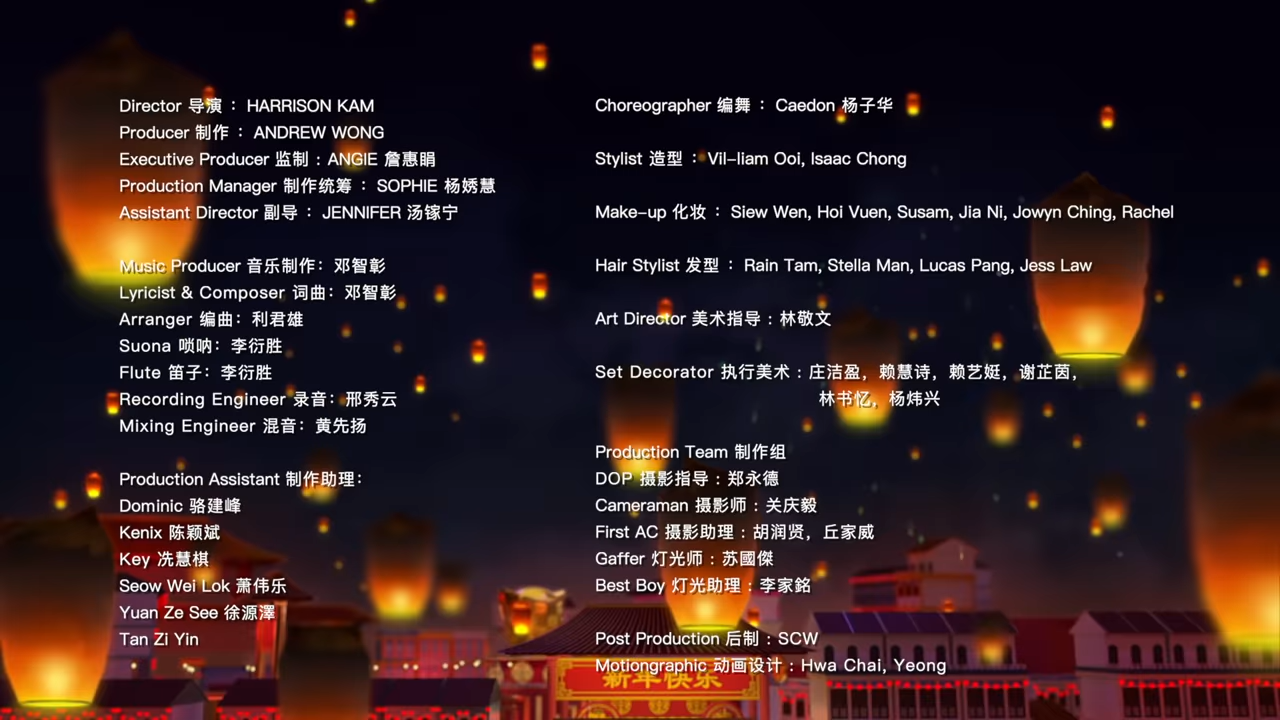 Director 导演 : HARRISON KAM
Producer 制作 : ANDREW WONG
Executive Producer 监制 : ANGIE 詹惠眉
Production Manager 制作统筹 : SOPHIE 杨娴慧
Assistant Director 副导 : JENNIFER 汤镓宁
Music Producer 音乐制作: 邓智彰
Lyricist & Composer 词曲: 邓智彰
Arranger 编曲: 利君雄
Suona 唢呐: 李衍胜
Flute 笛子: 李衍胜
Recording Engineer 录音: 邢秀云
Mixing Engineer 混音: 黄先扬
Production Assistant 制作助理:
Dominic 骆建峰
Kenix 陈颖斌
Key 冼慧棋
Seow Wei Lok 萧伟乐
Yuan Ze See 徐源澤
Tan Zi Yin
Choreographer 编舞 : Caedon 杨子华
Stylist 造型 : Vil-liam Ooi, Isaac Chong
Make-up 化妆 : Siew Wen, Hoi Vuen, Susam, Jia Ni, Jowyn Ching, Rachel
Hair Stylist 发型 : Rain Tam, Stella Man, Lucas Pang, Jess Law
Art Director 美术指导 : 林敬文
Set Decorator 执行美术 : 庄洁盈, 赖慧诗, 赖艺娗, 谢芷茵,
林书忆, 杨炜兴
Production Team 制作组
DOP 摄影指导 : 郑永德
Cameraman 摄影师 : 关庆毅
First AC 摄影助理 : 胡润贤, 丘家威
Gaffer 灯光师 : 苏國傑
Best Boy 灯光助理 : 李家銘
Post Production 后制 : SCW
Motiongraphic 动画设计 : Hwa Chai, Yeong
新年快乐